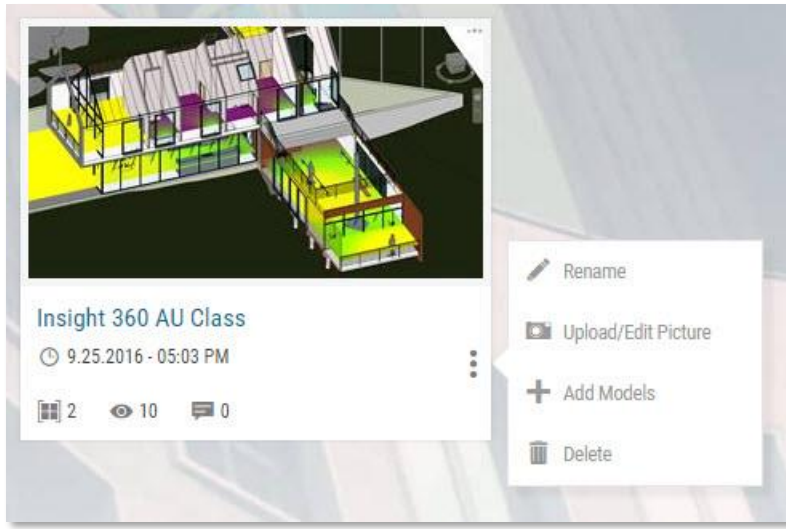 Insight 360 AU Class
9.25.2016 - 05:03 PM
2 10 0
Rename
Upload/Edit Picture
Add Models
Delete